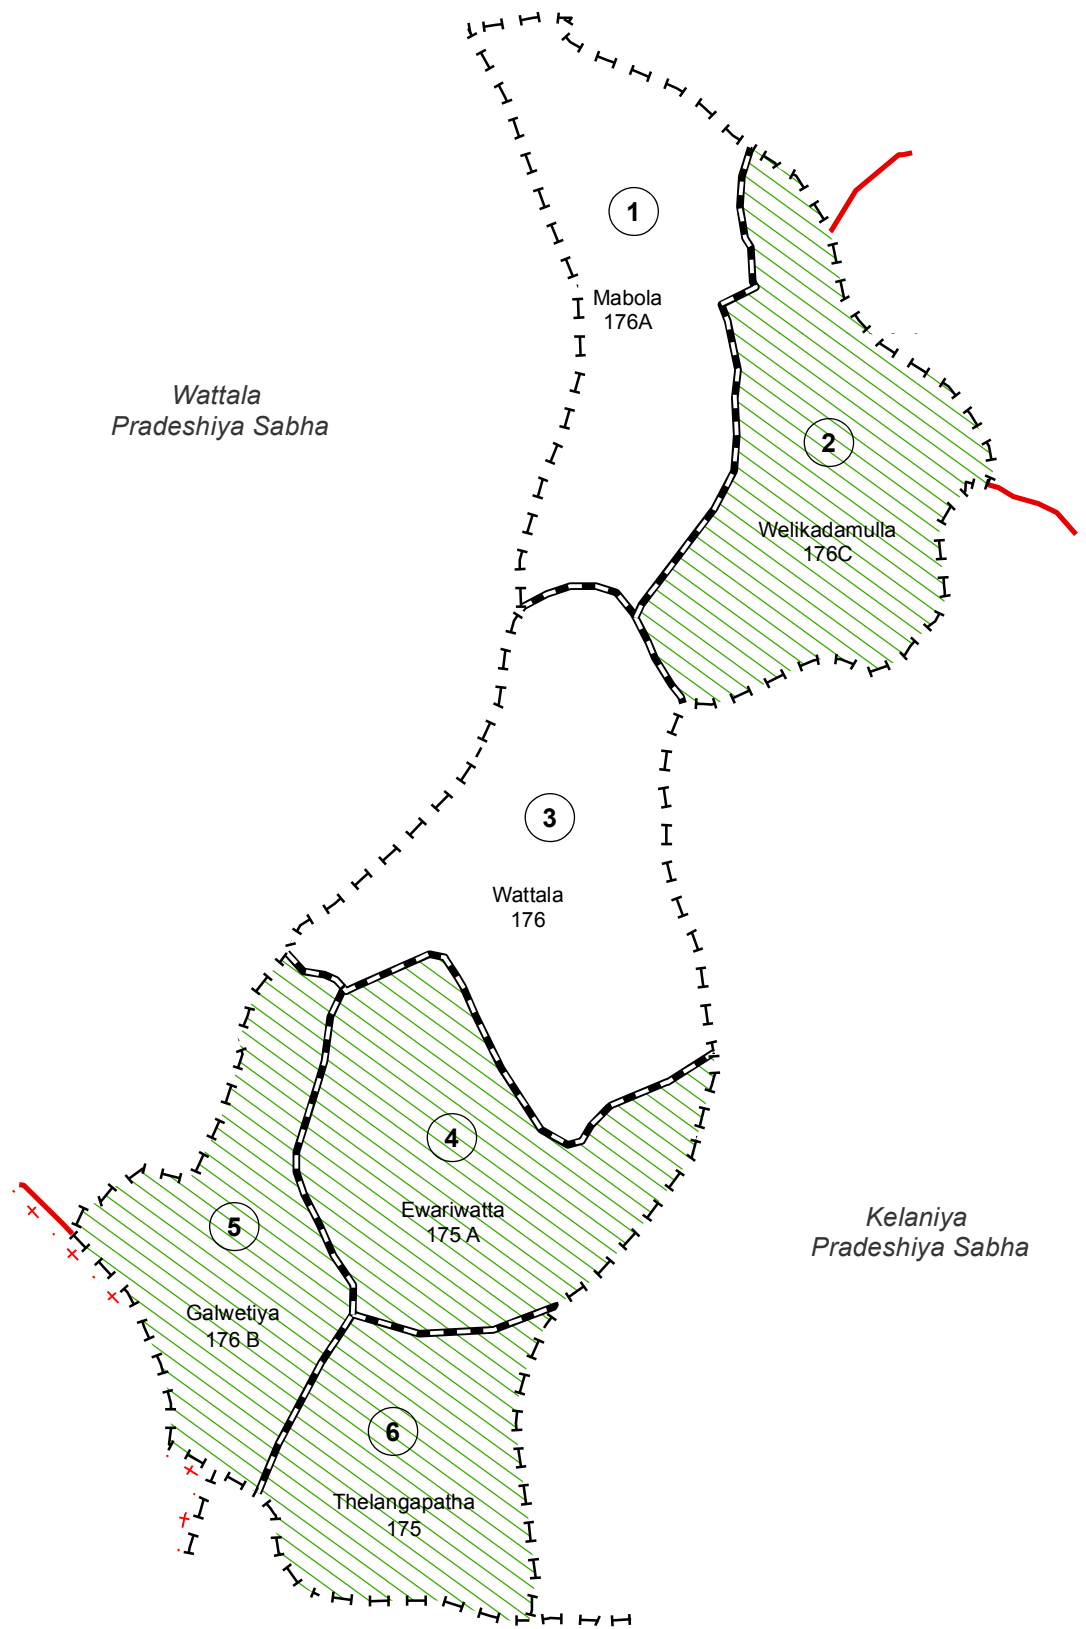 1
Mabola
176A
Wattala
Pradeshiya Sabha
2
Welikadamulla
176C
3
Wattala
176
4
Ewariwatta
175 A
5
Kelaniya
Pradeshiya Sabha
Galwetiya
176 B
6
Thelangapatha
175